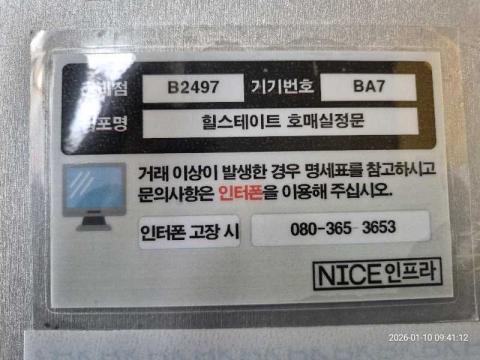 B2497 기기번호 BA7
힐스테이트 호매실정문
거래 이상이 발생한 경우 명세표를 참고하시고
문의사항은 인터폰을 이용해 주십시오.
인터폰 고장 시 080-365-3653
NICE인프라
2026-01-10 09:41:12